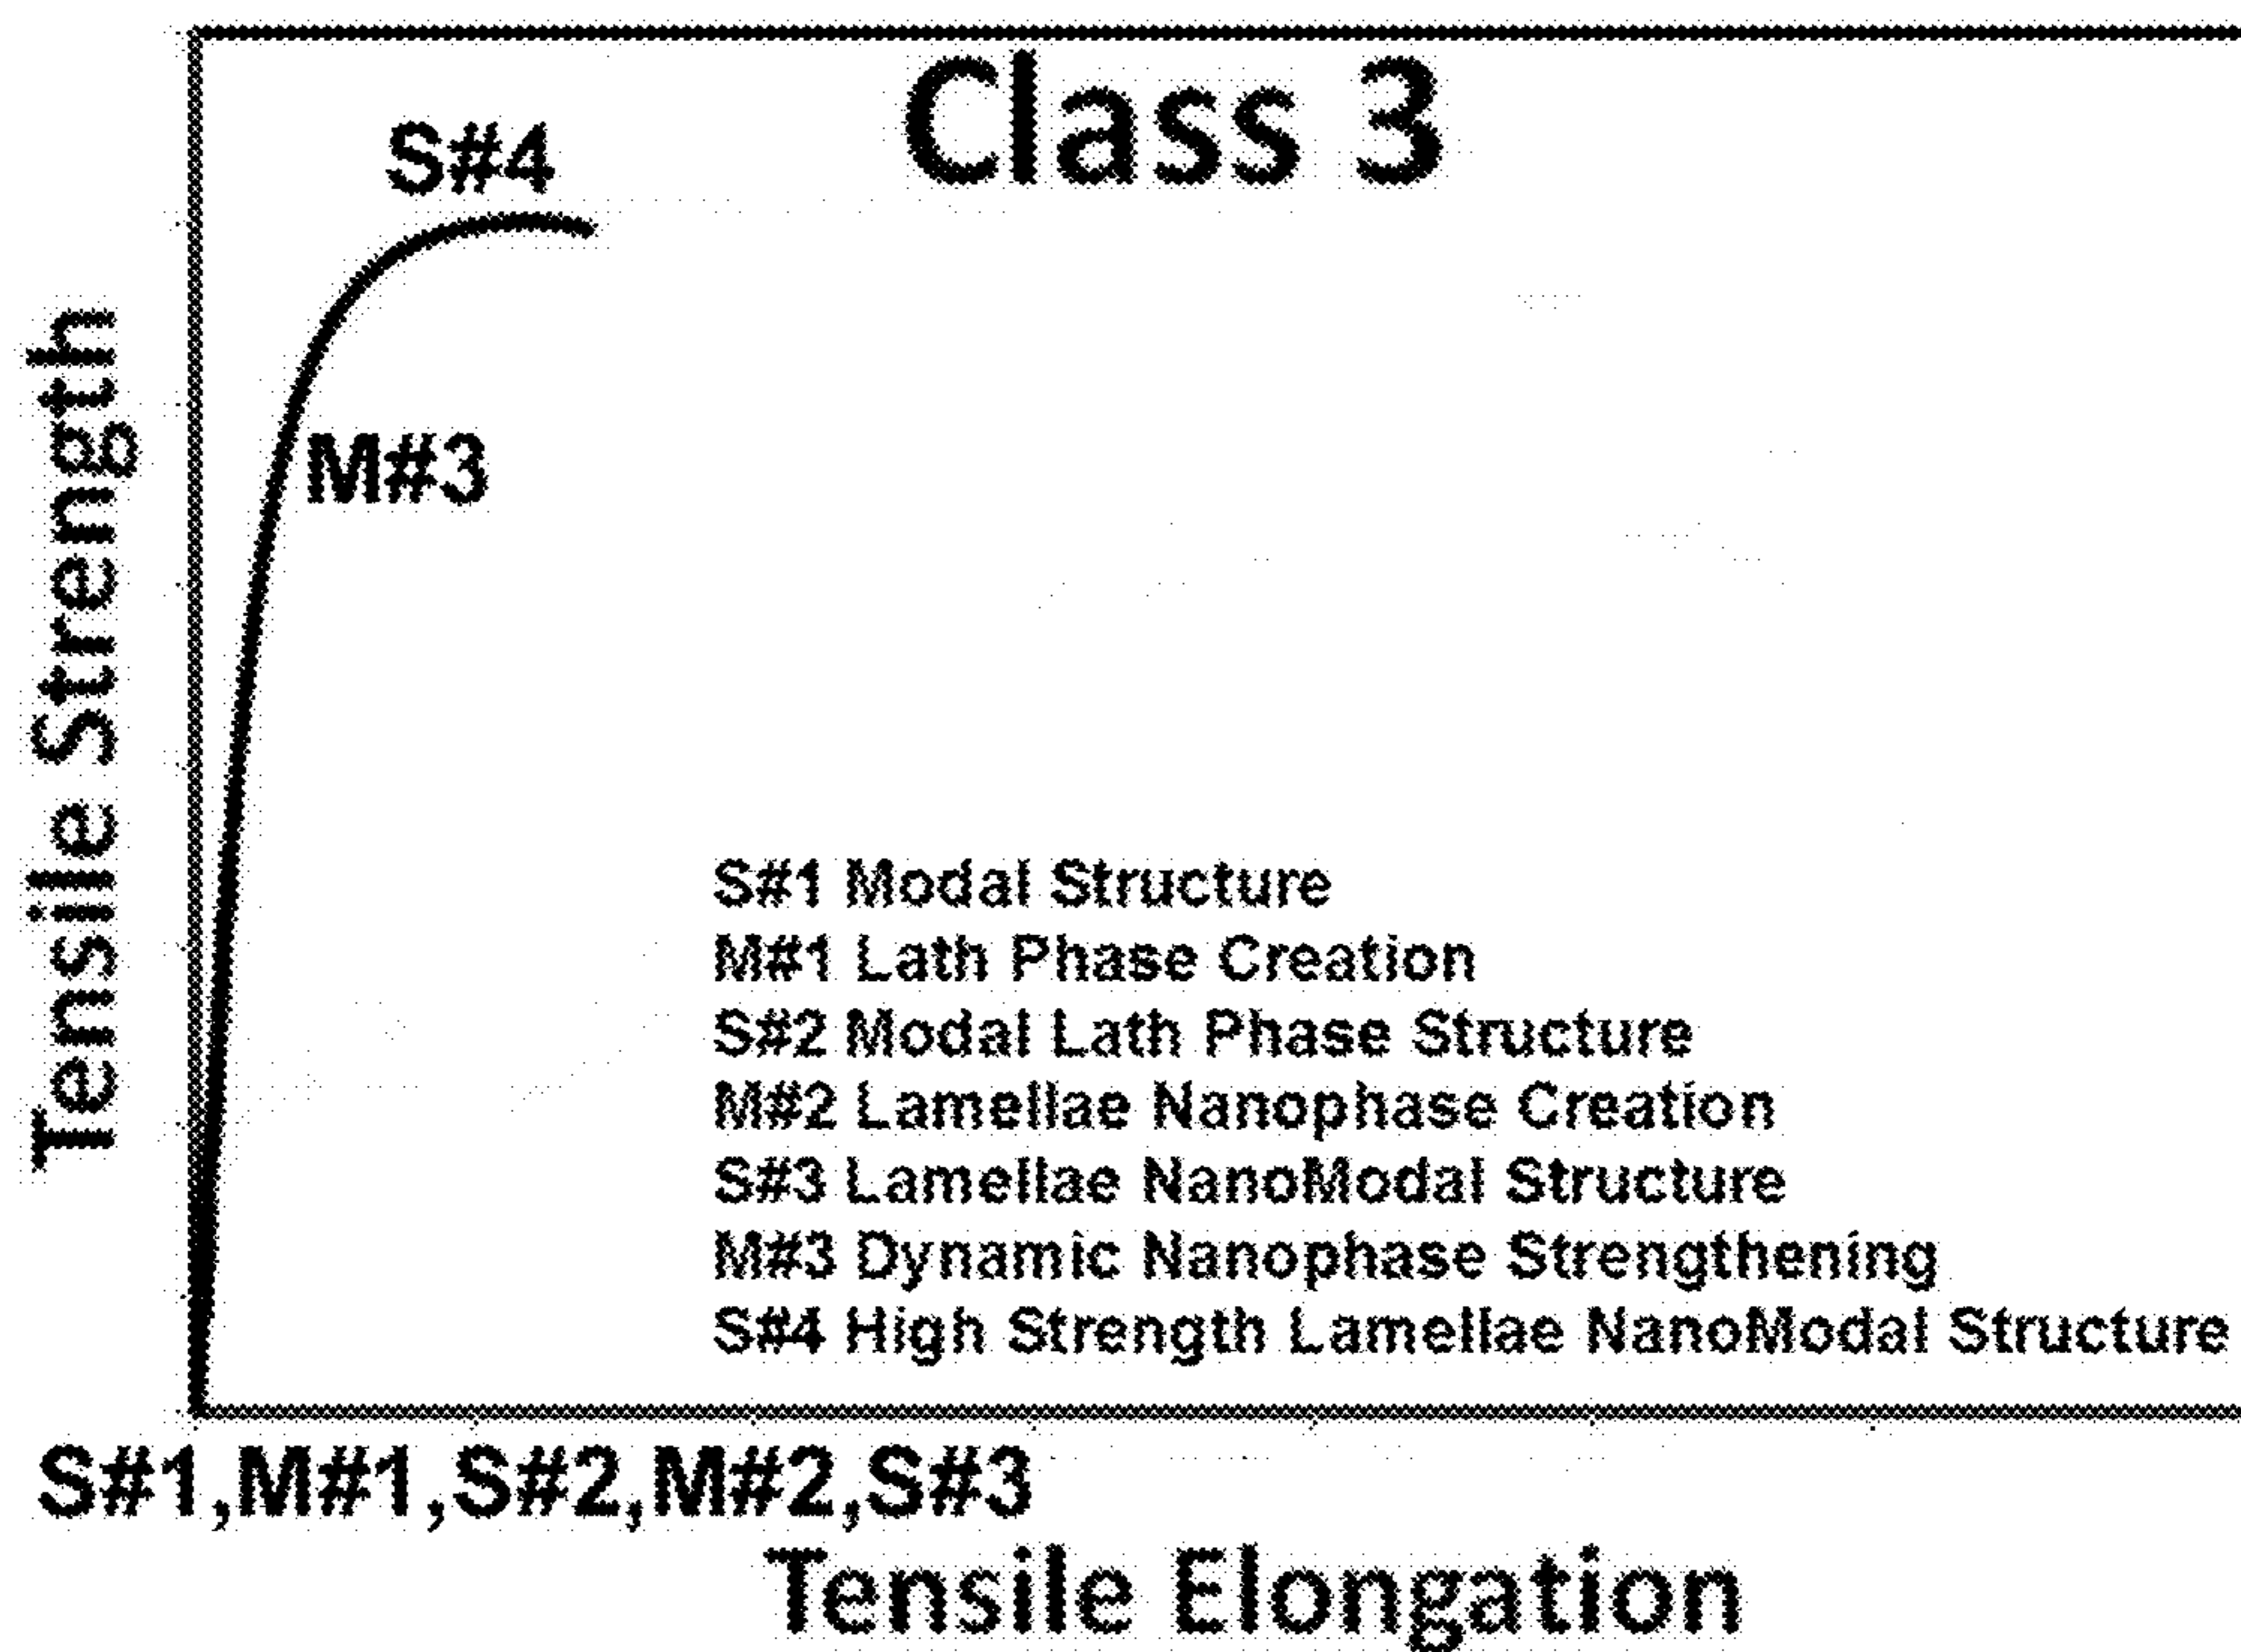 Class 3
S#4
M#3
Tensile Strength
S#1 Modal Structure
M#1 Lath Phase Creation
S#2 Modal Lath Phase Structure
M#2 Lamellae Nanophase Creation
S#3 Lamellae NanoModal Structure
M#3 Dynamic Nanophase Strengthening
S#4 High Strength Lamellae NanoModal Structure
S#1,M#1,S#2,M#2,S#3
Tensile Elongation